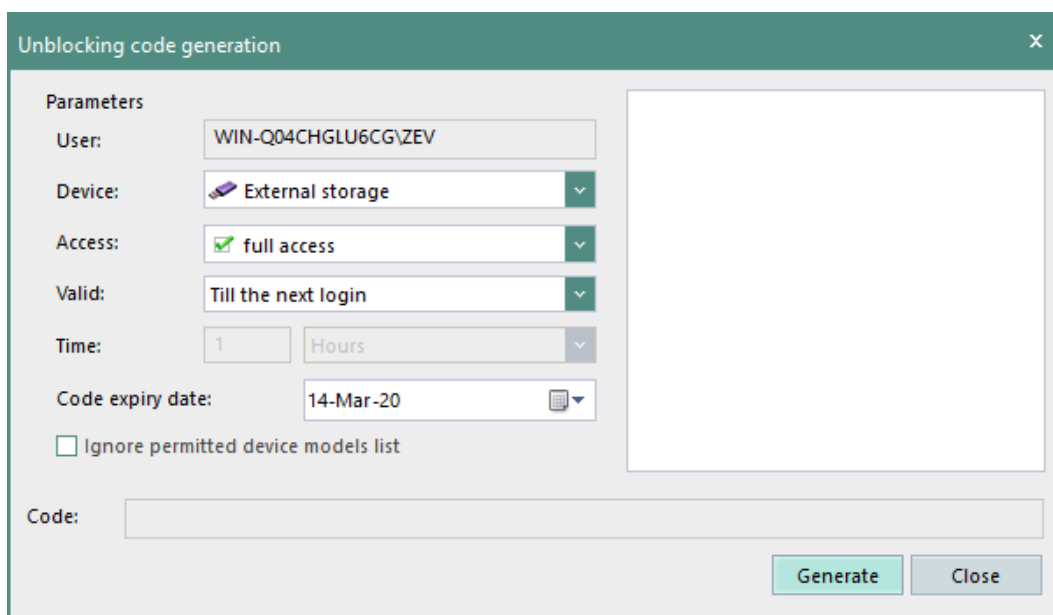 Unblocking code generation x
Parameters
User: WIN-Q04CHGLU6CG\ZEV
Device: External storage
Access: full access
Valid: Till the next login
Time: 1 Hours
Code expiry date: 14-Mar-20
Ignore permitted device models list
Code:
Generate Close